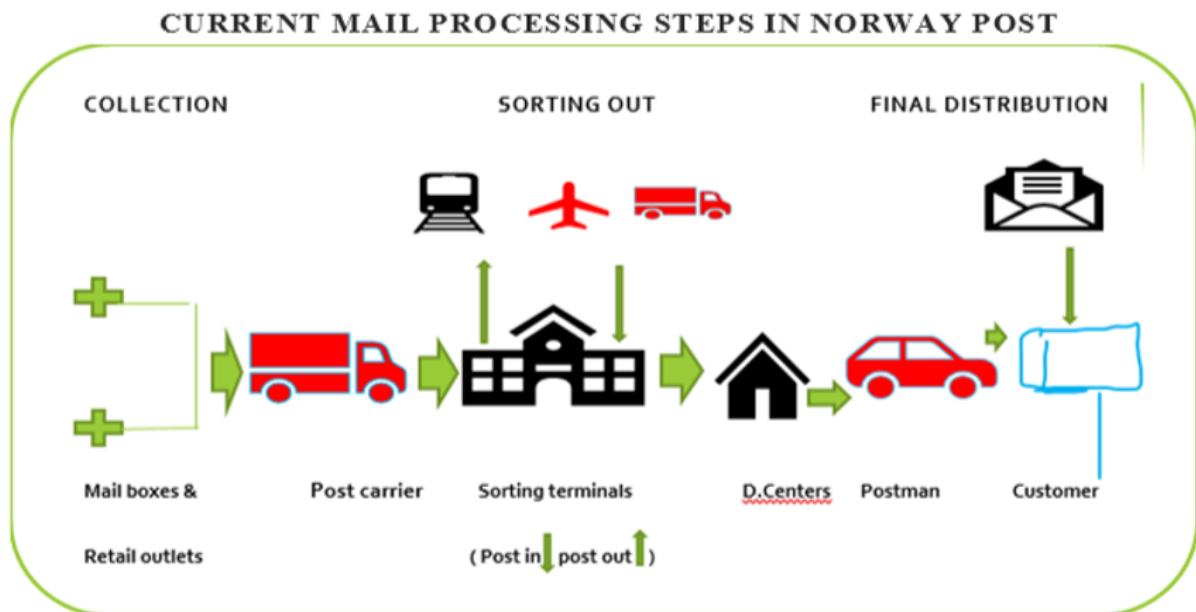 CURRENT MAIL PROCESSING STEPS IN NORWAY POST
COLLECTION
SORTING OUT
FINAL DISTRIBUTION
Mail boxes &
Retail outlets
Post carrier
Sorting terminals
( Post in post out )
D.Centers
Postman
Customer